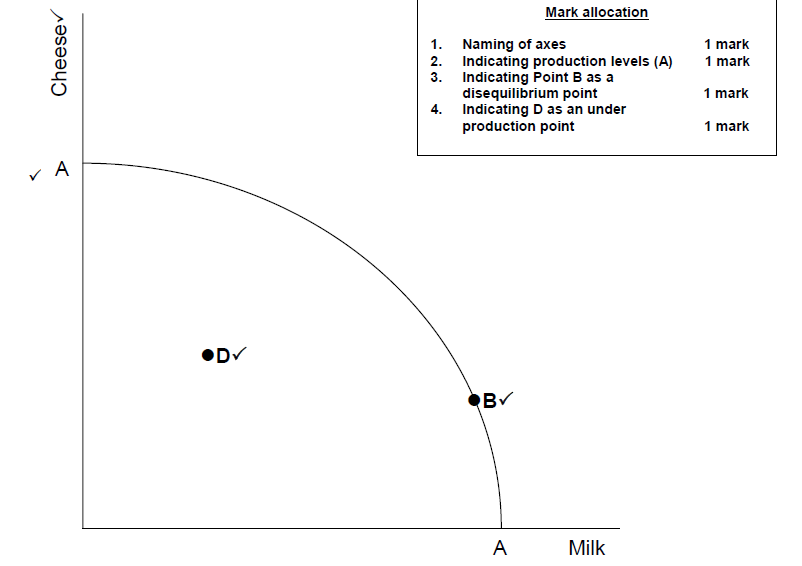 Mark allocation
1. Naming of axes 1 mark
2. Indicating production levels (A) 1 mark
3. Indicating Point B as a
disequilibrium point 1 mark
4. Indicating D as an under
production point 1 mark
Cheese✓
✓ A
●D✓
●B✓
A Milk